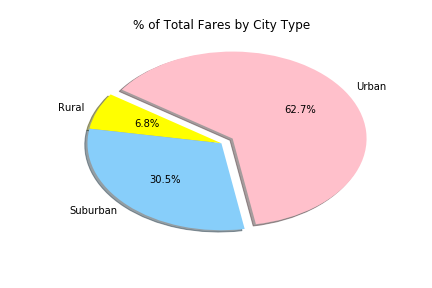 % of Total Fares by City Type
Urban
62.7%
Rural
6.8%
30.5%
Suburban